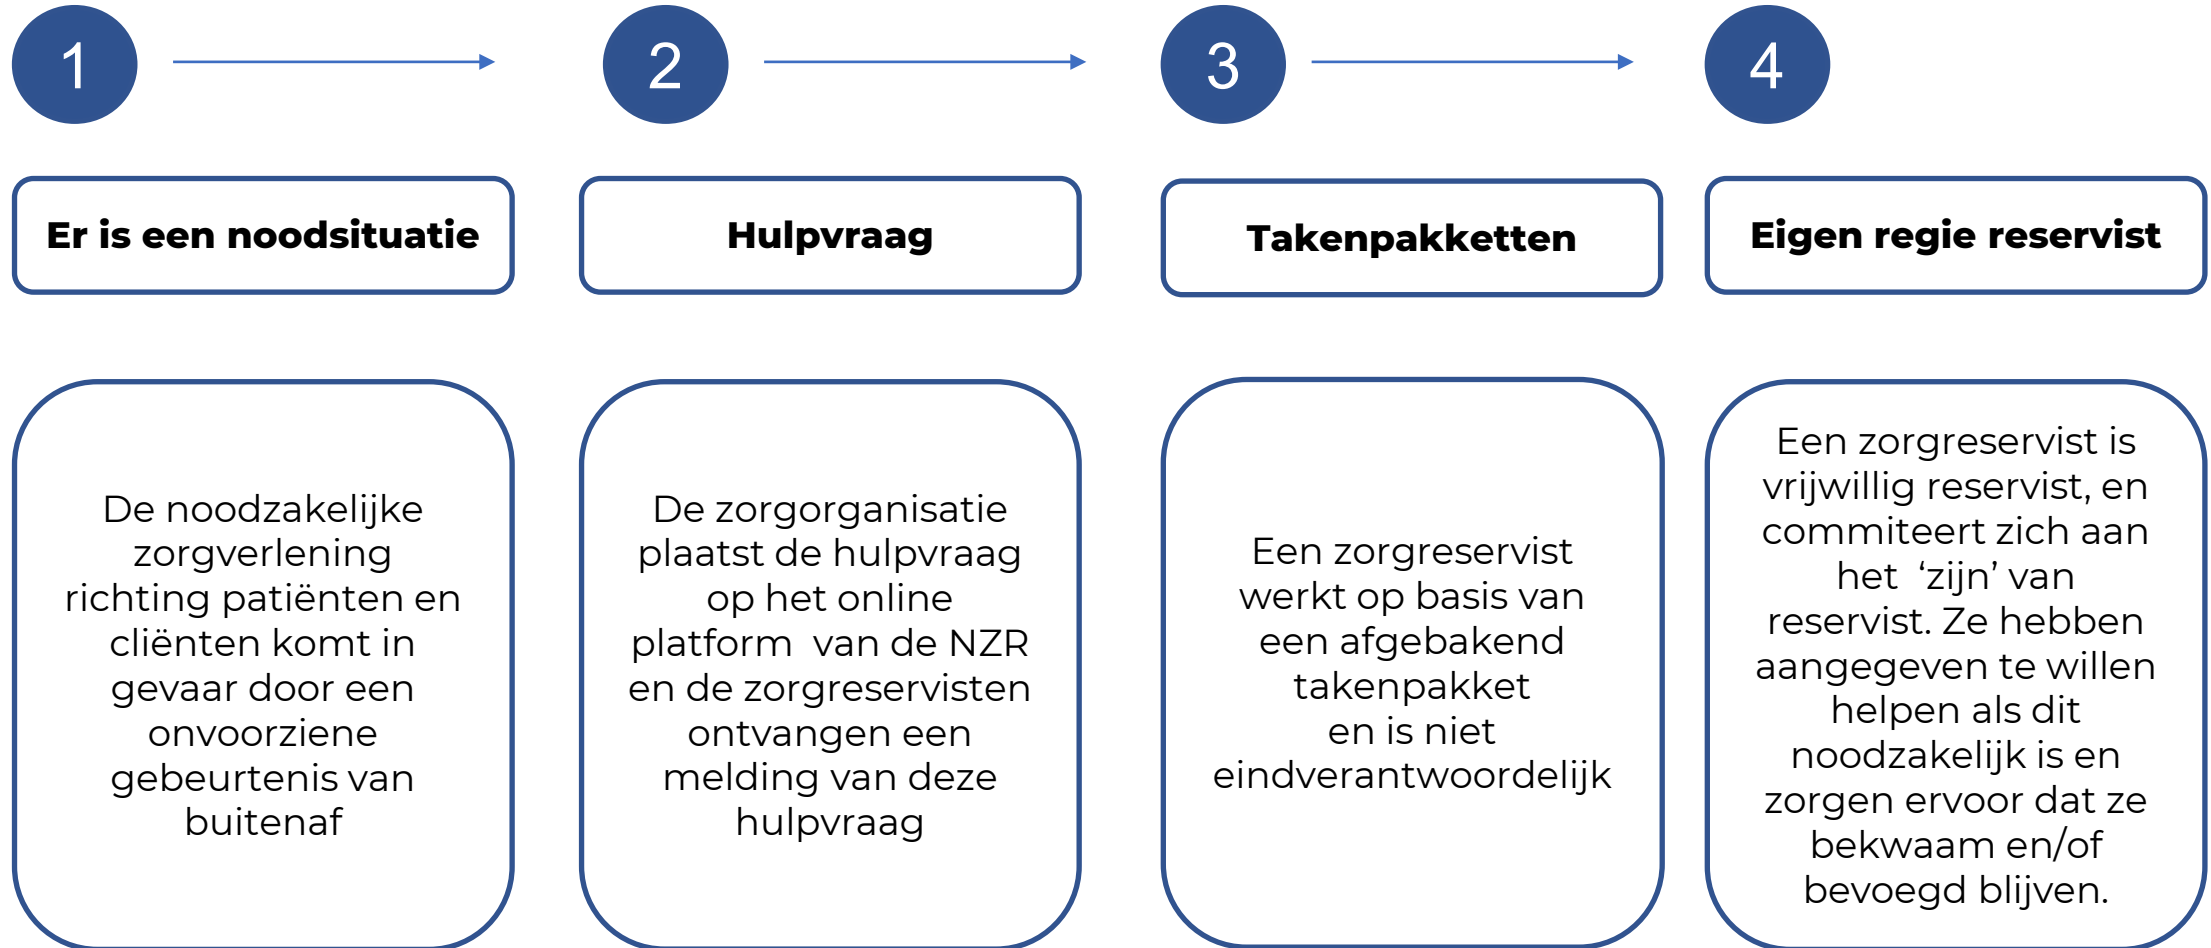 1
2
3
4
Er is een noodsituatie
Hulpvraag
Takenpakketten
Eigen regie reservist
De noodzakelijke
zorgverlening
richting patiënten en
cliënten komt in
gevaar door een
onvoorziene
gebeurtenis van
buitenaf
De zorgorganisatie
plaatst de hulpvraag
op het online
platform  van de NZR
en de zorgreservisten
ontvangen een
melding van deze
hulpvraag
Een zorgreservist
werkt op basis van
een afgebakend
takenpakket
en is niet
eindverantwoordelijk
Een zorgreservist is
vrijwillig reservist, en
commiteert zich aan
het  ‘zijn’ van
reservist. Ze hebben
aangegeven te willen
helpen als dit
noodzakelijk is en
zorgen ervoor dat ze
bekwaam en/of
bevoegd blijven.